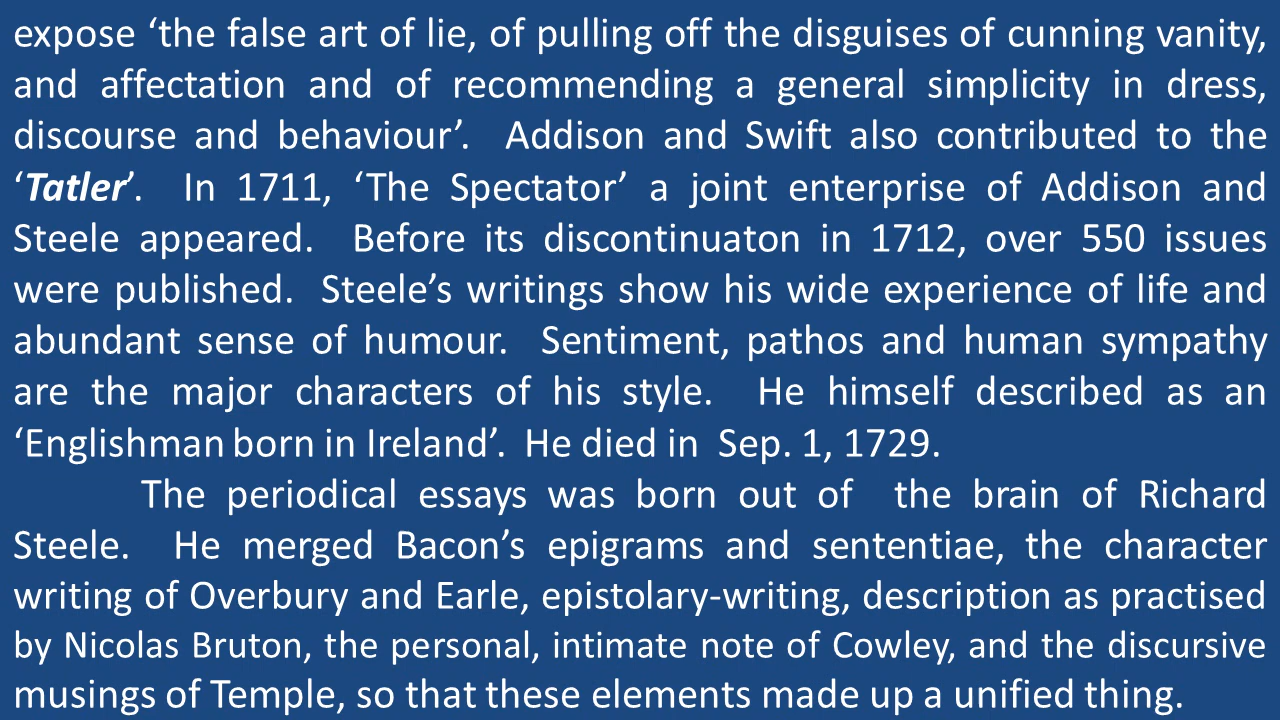 expose ‘the false art of lie, of pulling off the disguises of cunning vanity,
and affectation and of recommending a general simplicity in dress,
discourse and behaviour’. Addison and Swift also contributed to the
‘Tatler’. In 1711, ‘The Spectator’ a joint enterprise of Addison and
Steele appeared. Before its discontinuaton in 1712, over 550 issues
were published. Steele’s writings show his wide experience of life and
abundant sense of humour. Sentiment, pathos and human sympathy
are the major characters of his style. He himself described as an
‘Englishman born in Ireland’. He died in Sep. 1, 1729.
The periodical essays was born out of the brain of Richard
Steele. He merged Bacon’s epigrams and sententiae, the character
writing of Overbury and Earle, epistolary-writing, description as practised
by Nicolas Bruton, the personal, intimate note of Cowley, and the discursive
musings of Temple, so that these elements made up a unified thing.